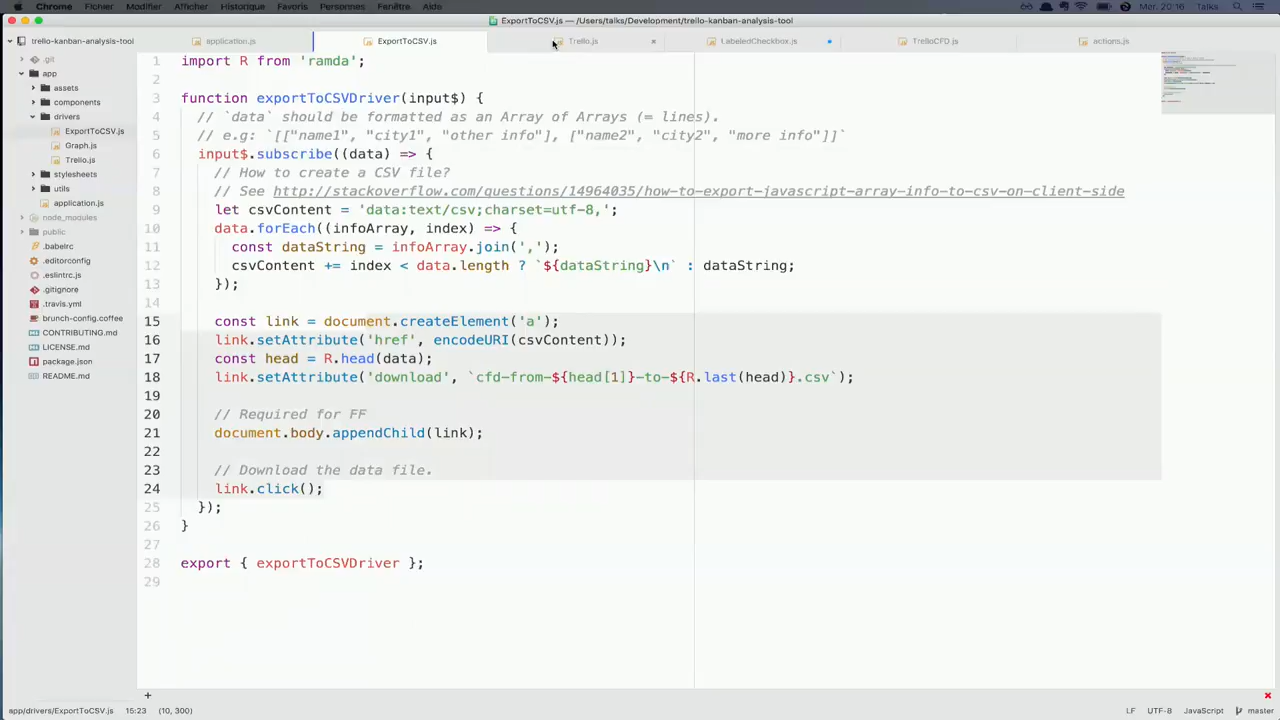 Chrome Fichier Modifier Afficher Historique Favoris Personnes Fenêtre Aide
Mer. 20:16 Talks
ExportToCSV.js — /Users/talks/Development/trello-kanban-analysis-tool
trello-kanban-analysis-tool
application.js
ExportToCSV.js
Trello.js
LabeledCheckbox.js
TrelloCFD.js
actions.js
.git
app
assets
components
drivers
ExportToCSV.js
Graph.js
Trello.js
stylesheets
utils
application.js
node_modules
public
.babelrc
.editorconfig
.eslintrc.js
.gitignore
.travis.yml
brunch-config.coffee
CONTRIBUTING.md
LICENSE.md
package.json
README.md
1 import R from 'ramda';
2
3 function exportToCSVDriver(input$) {
4 // `data` should be formatted as an Array of Arrays (= lines).
5 // e.g: `[["name1", "city1", "other info"], ["name2", "city2", "more info"]]`
6 input$.subscribe((data) => {
7 // How to create a CSV file?
8 // See http://stackoverflow.com/questions/14964035/how-to-export-javascript-array-info-to-csv-on-client-side
9 let csvContent = 'data:text/csv;charset=utf-8,';
10 data.forEach((infoArray, index) => {
11 const dataString = infoArray.join(',');
12 csvContent += index < data.length ? `${dataString}\n` : dataString;
13 });
14
15 const link = document.createElement('a');
16 link.setAttribute('href', encodeURI(csvContent));
17 const head = R.head(data);
18 link.setAttribute('download', `cfd-from-${head[1]}-to-${R.last(head)}.csv`);
19
20 // Required for FF
21 document.body.appendChild(link);
22
23 // Download the data file.
24 link.click();
25 });
26 }
27
28 export { exportToCSVDriver };
29
app/drivers/ExportToCSV.js 15:23 (10, 300)
LF UTF-8 JavaScript master